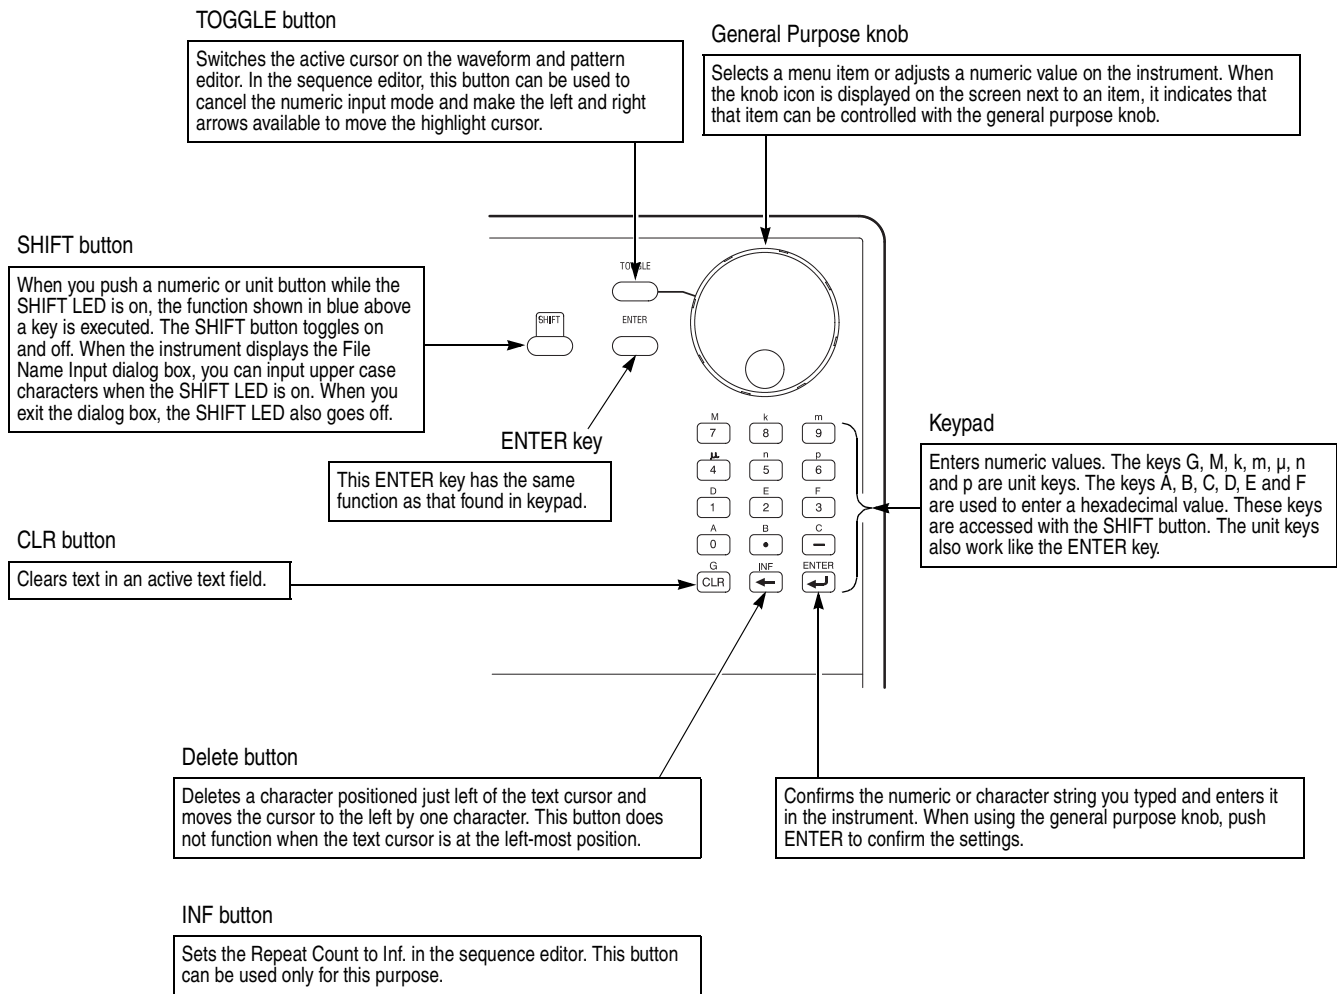 TOGGLE button
Switches the active cursor on the waveform and pattern
editor. In the sequence editor, this button can be used to
cancel the numeric input mode and make the left and right
arrows available to move the highlight cursor.
General Purpose knob
Selects a menu item or adjusts a numeric value on the instrument. When
the knob icon is displayed on the screen next to an item, it indicates that
that item can be controlled with the general purpose knob.
SHIFT button
When you push a numeric or unit button while the
SHIFT LED is on, the function shown in blue above
a key is executed. The SHIFT button toggles on
and off. When the instrument displays the File
Name Input dialog box, you can input upper case
characters when the SHIFT LED is on. When you
exit the dialog box, the SHIFT LED also goes off.
TOGGLE
SHIFT
ENTER
ENTER key
This ENTER key has the same
function as that found in keypad.
M k m
7 8 9
μ n p
4 5 6
D E F
1 2 3
A B C
0 • –
G INF ENTER
CLR ← ↵
Keypad
Enters numeric values. The keys G, M, k, m, μ, n
and p are unit keys. The keys A, B, C, D, E and F
are used to enter a hexadecimal value. These keys
are accessed with the SHIFT button. The unit keys
also work like the ENTER key.
CLR button
Clears text in an active text field.
Delete button
Deletes a character positioned just left of the text cursor and
moves the cursor to the left by one character. This button does
not function when the text cursor is at the left-most position.
Confirms the numeric or character string you typed and enters it
in the instrument. When using the general purpose knob, push
ENTER to confirm the settings.
INF button
Sets the Repeat Count to Inf. in the sequence editor. This button
can be used only for this purpose.